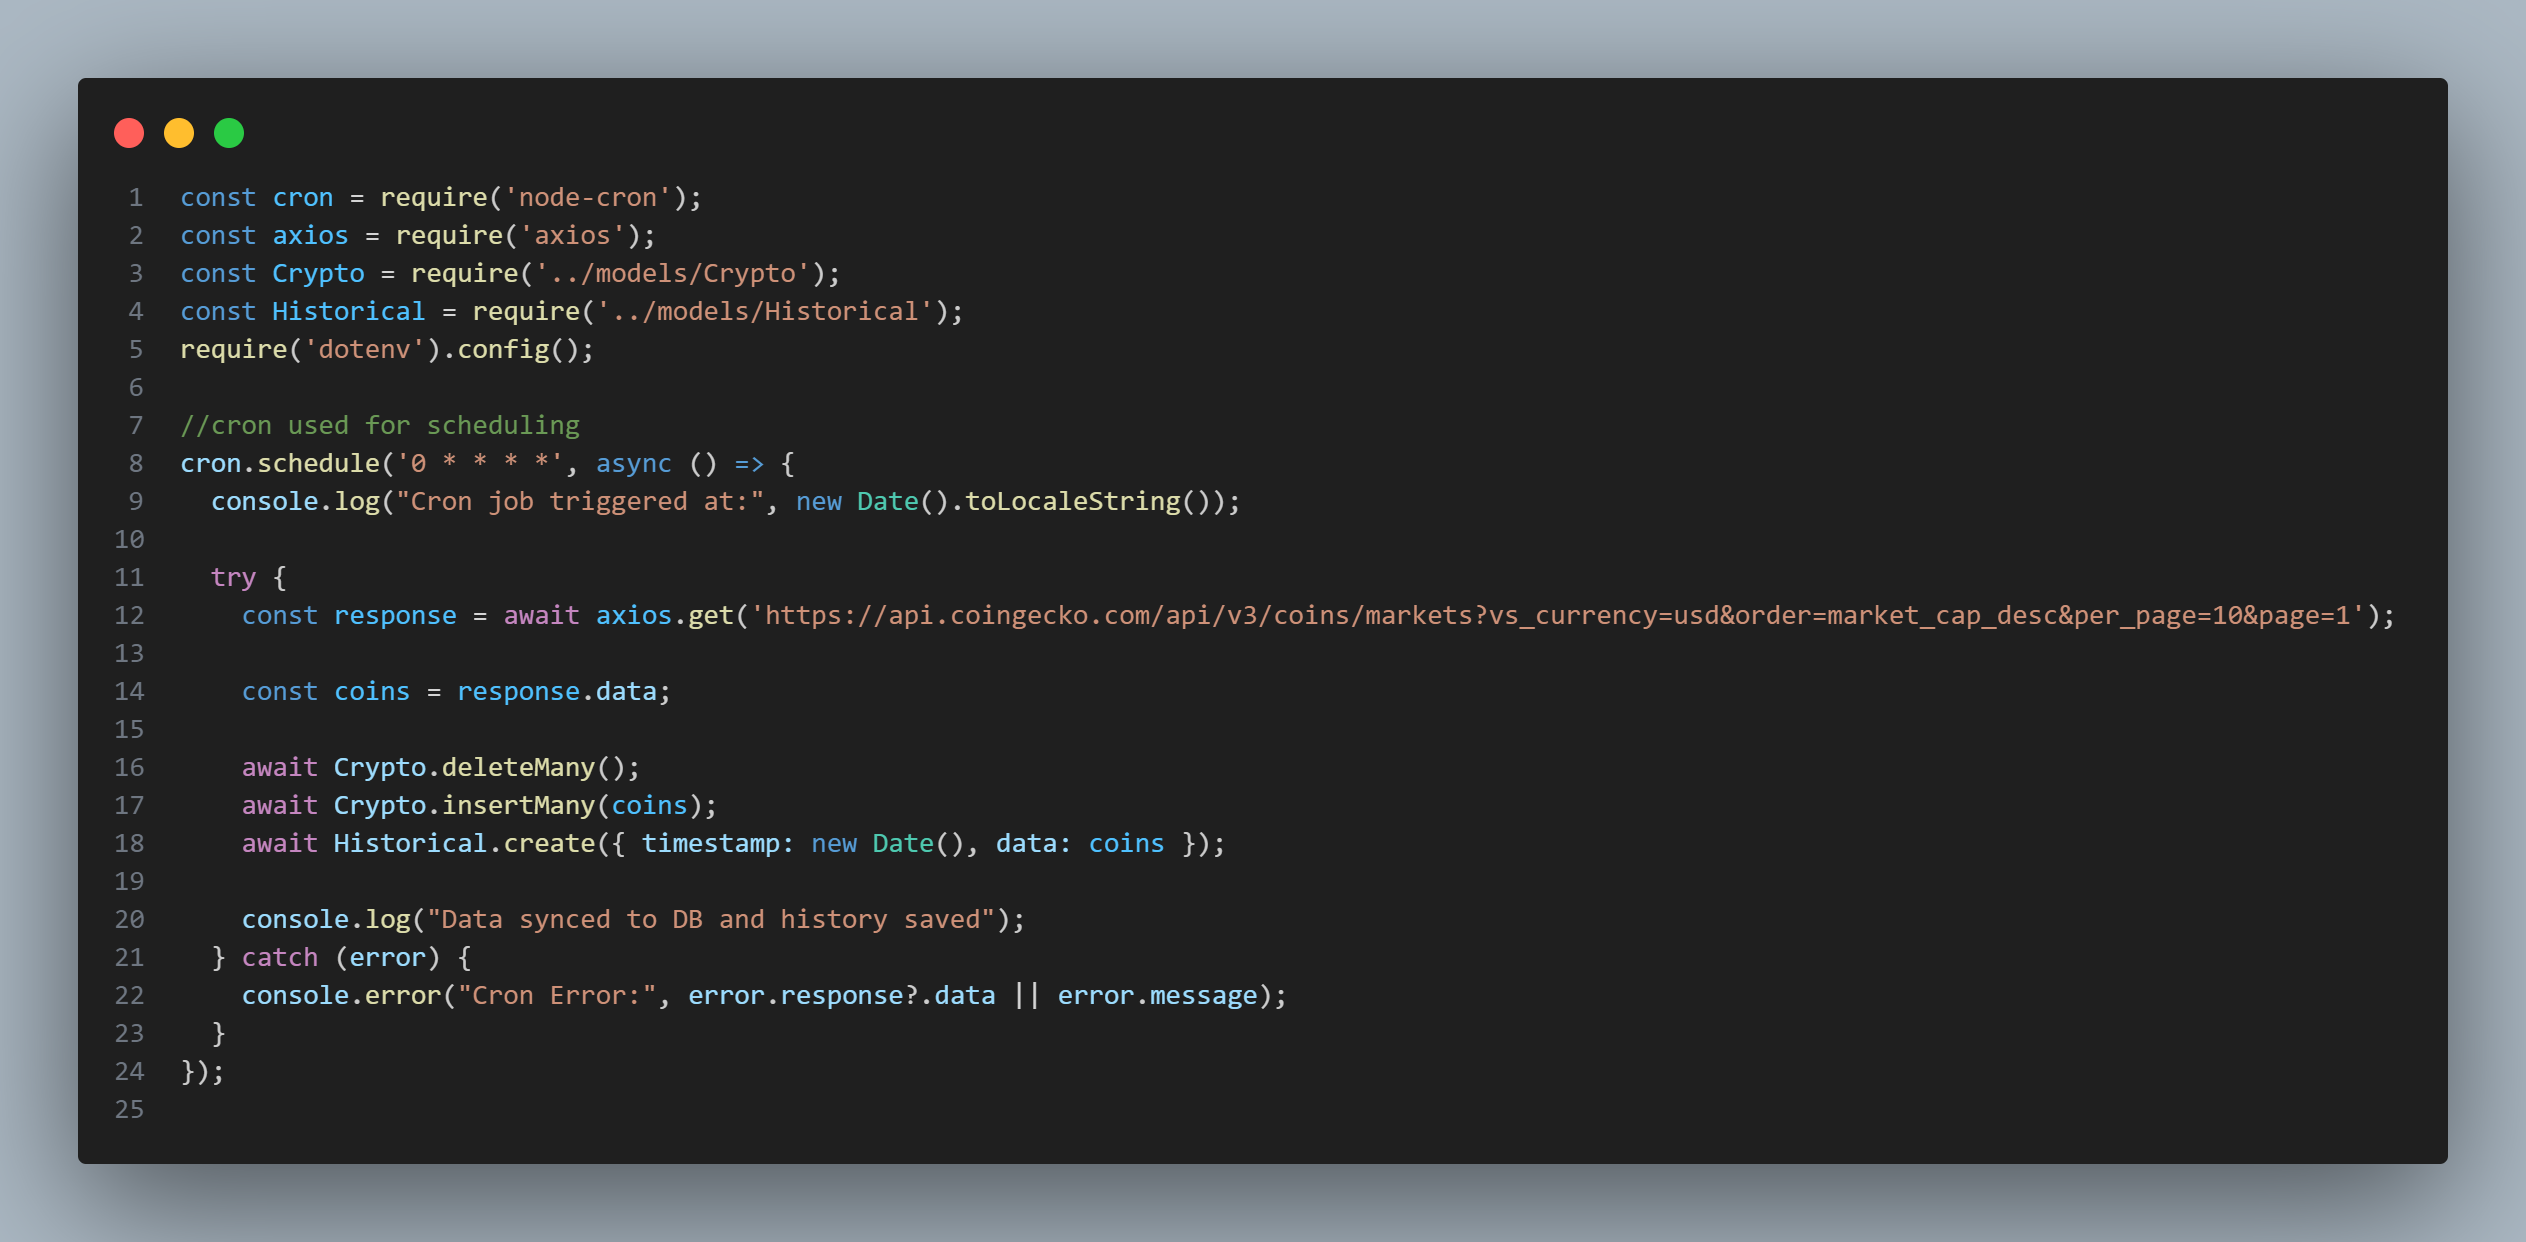 1 const cron = require('node-cron');
2 const axios = require('axios');
3 const Crypto = require('../models/Crypto');
4 const Historical = require('../models/Historical');
5 require('dotenv').config();
6
7 //cron used for scheduling
8 cron.schedule('0 * * * *', async () => {
9   console.log("Cron job triggered at:", new Date().toLocaleString());
10
11   try {
12     const response = await axios.get('https://api.coingecko.com/api/v3/coins/markets?vs_currency=usd&order=market_cap_desc&per_page=10&page=1');
13
14     const coins = response.data;
15
16     await Crypto.deleteMany();
17     await Crypto.insertMany(coins);
18     await Historical.create({ timestamp: new Date(), data: coins });
19
20     console.log("Data synced to DB and history saved");
21   } catch (error) {
22     console.error("Cron Error:", error.response?.data || error.message);
23   }
24 });
25